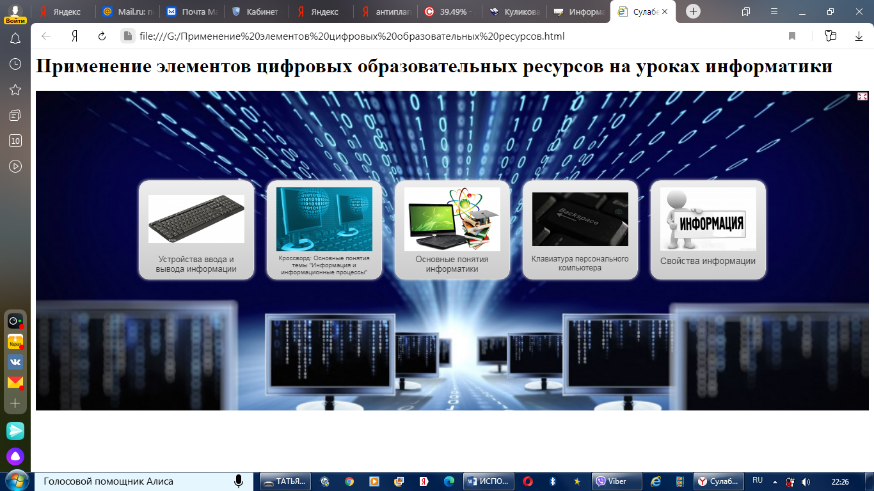 Яндекс
Mail.ru: п
Почта Ma
Кабинет
Яндекс
антиплаг
39.49% -
Куликова
Информ
Сулабе
Войти
file:///G:/Применение%20элементов%20цифровых%20образовательных%20ресурсов.html
10
Применение элементов цифровых образовательных ресурсов на уроках информатики
Устройства ввода и
вывода информации
Кроссворд: Основные понятия
темы "Информация и
информационные процессы"
Основные понятия
информатики
Backspace
Клавиатура персонального
компьютера
ИНФОРМАЦИЯ
Свойства информации
Голосовой помощник Алиса
ТАТЬЯ...
ИСПО...
Viber
Сулаб...
RU
22:26